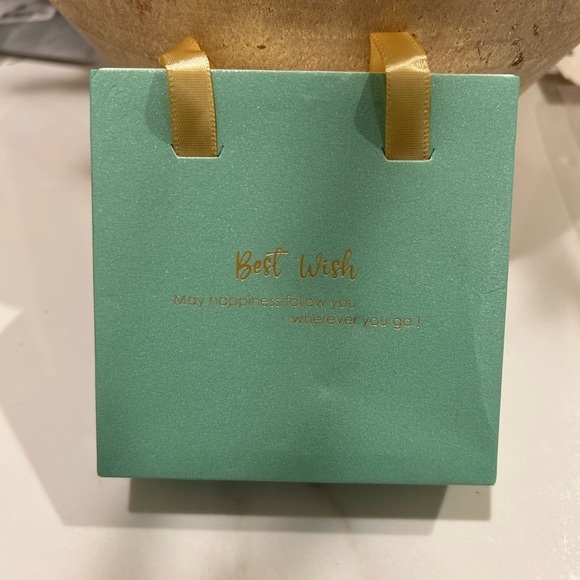 Best Wish
May happiness follow you
wherever you go !